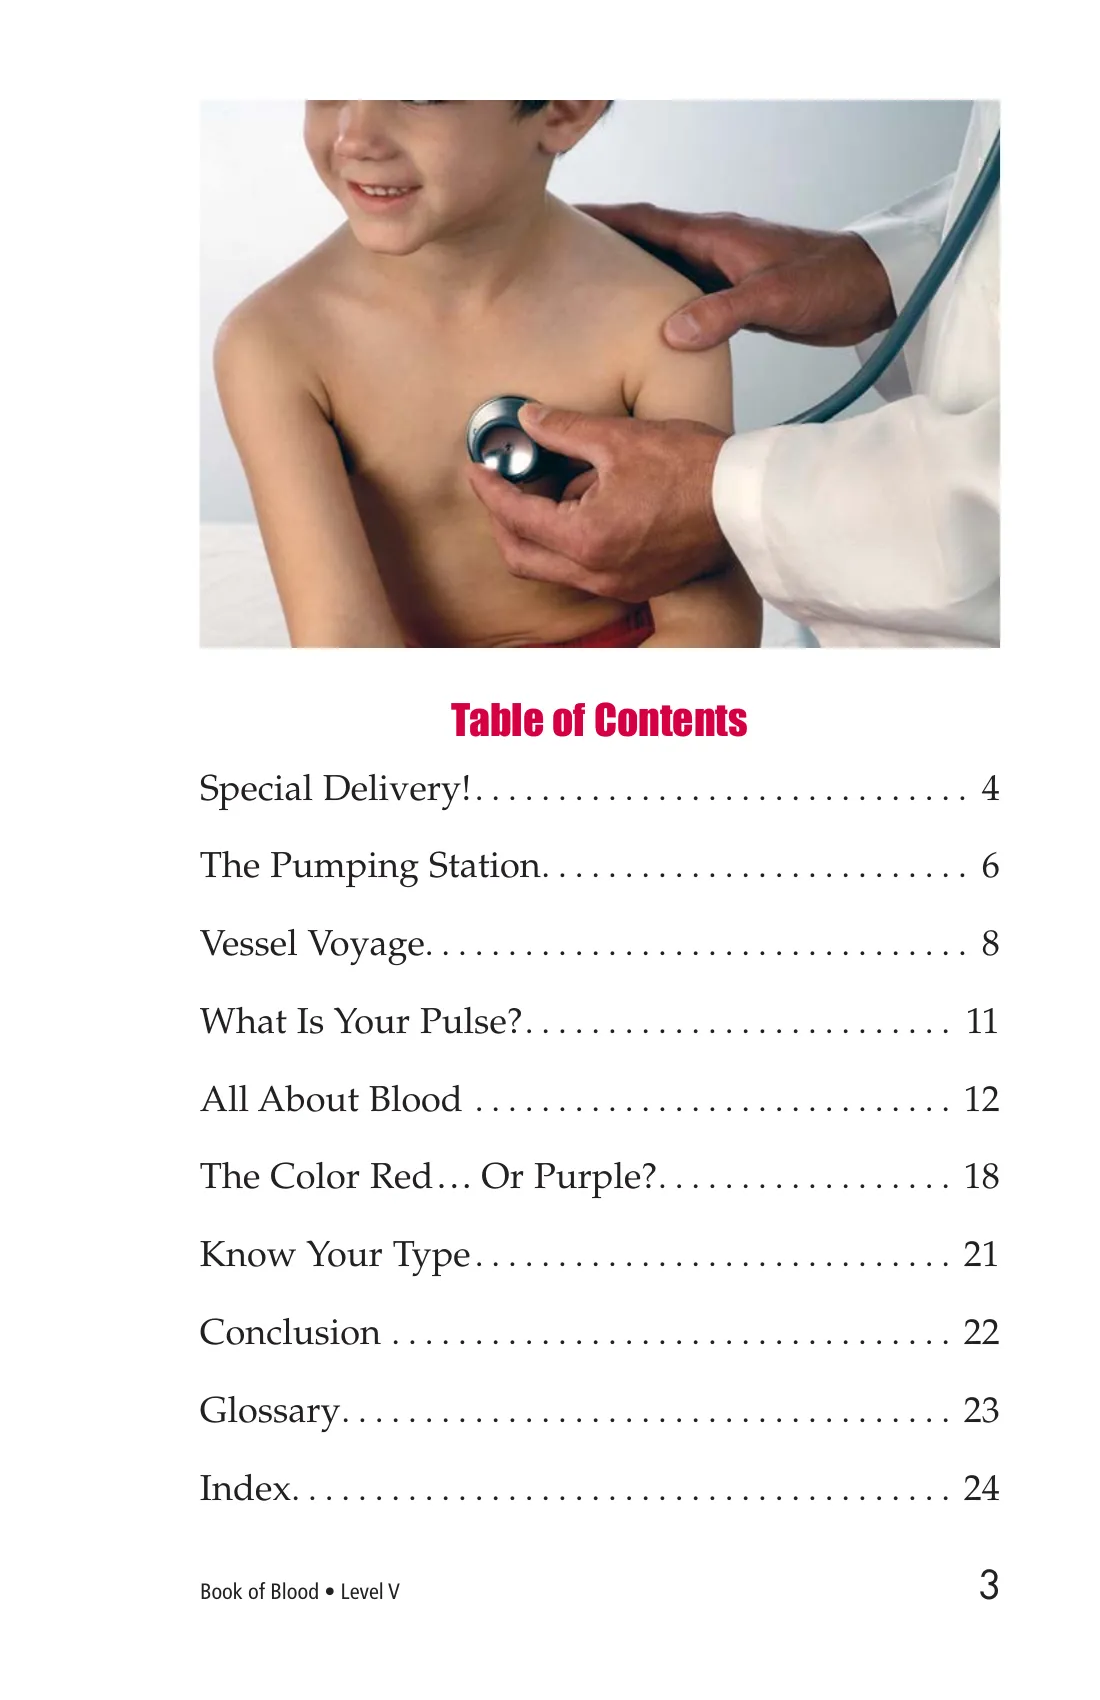 Table of Contents
Special Delivery!. . . . . . . . . . . . . . . . . . . . . . . . . . . . . . 4
The Pumping Station. . . . . . . . . . . . . . . . . . . . . . . . . . 6
Vessel Voyage. . . . . . . . . . . . . . . . . . . . . . . . . . . . . . . . . 8
What Is Your Pulse?. . . . . . . . . . . . . . . . . . . . . . . . . . 11
All About Blood . . . . . . . . . . . . . . . . . . . . . . . . . . . . . 12
The Color Red… Or Purple?. . . . . . . . . . . . . . . . . . 18
Know Your Type. . . . . . . . . . . . . . . . . . . . . . . . . . . . . 21
Conclusion . . . . . . . . . . . . . . . . . . . . . . . . . . . . . . . . . . 22
Glossary. . . . . . . . . . . . . . . . . . . . . . . . . . . . . . . . . . . . . 23
Index. . . . . . . . . . . . . . . . . . . . . . . . . . . . . . . . . . . . . . . . 24
Book of Blood • Level V 3